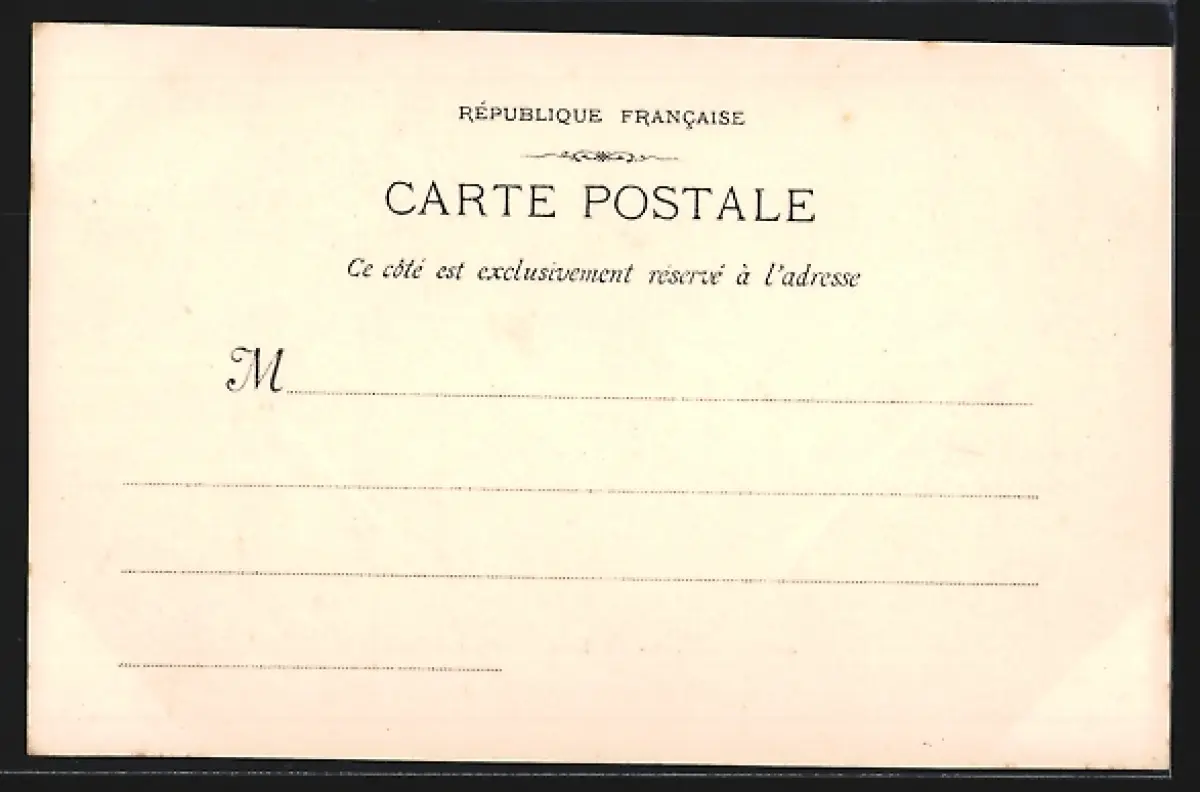 RÉPUBLIQUE FRANÇAISE
CARTE POSTALE
Ce côté est exclusivement réservé à l'adresse
M